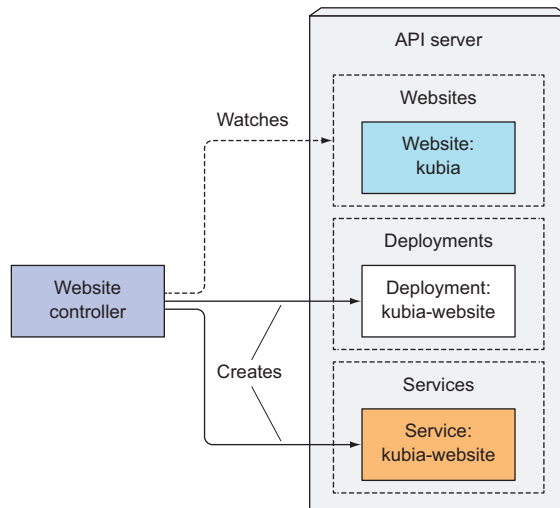 API server
Websites
Watches
Website:
kubia
Deployments
Website
controller
Deployment:
kubia-website
Creates
Services
Service:
kubia-website